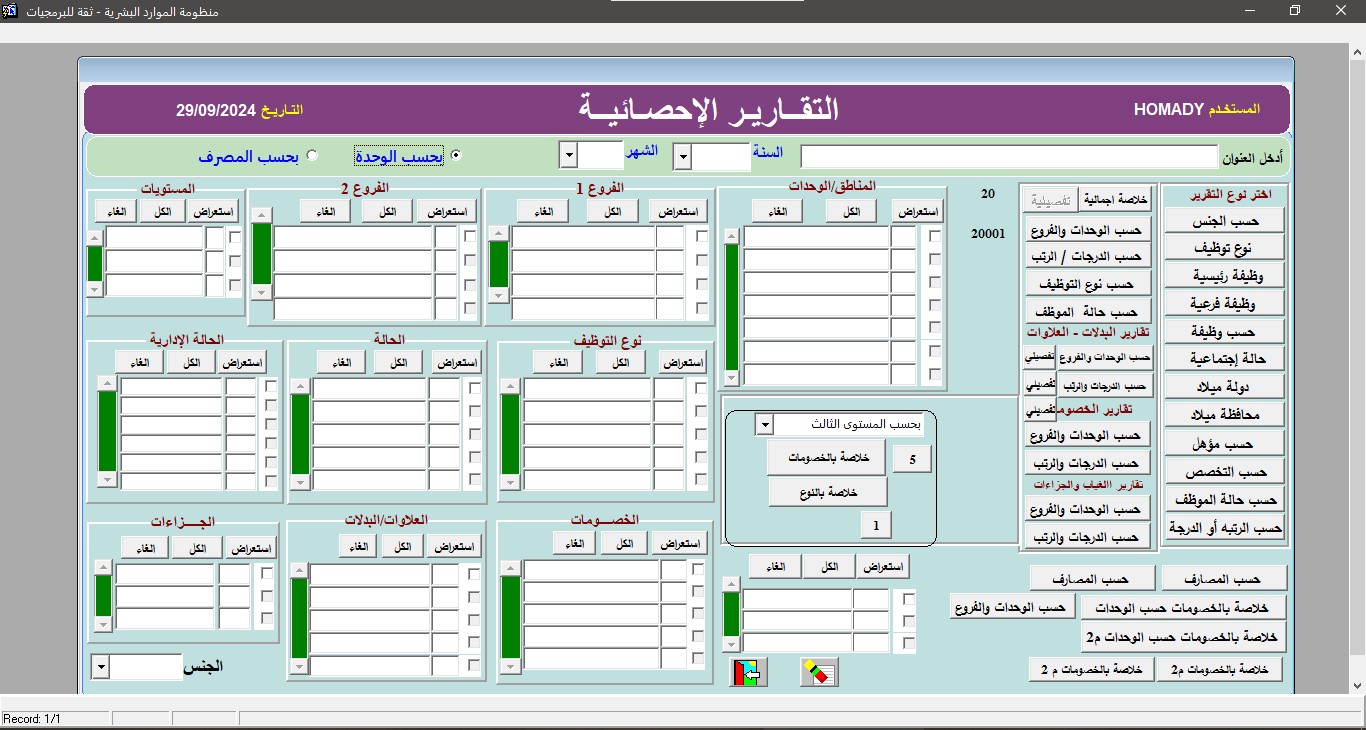 منظومة الموارد البشرية - ثقة للبرمجيات
المستخدم HOMADY
التقــاريـر الإحصــائيــة
التاريخ 29/09/2024
أدخل العنوان
السنة
الشهر
بحسب الوحدة
بحسب المصرف
اختر نوع التقرير
حسب الجنس
نوع توظيف
وظيفة رئيسية
وظيفة فرعية
حسب وظيفة
حالة إجتماعية
دولة ميلاد
محافظة ميلاد
حسب مؤهل
حسب التخصص
حسب حالة الموظف
حسب الرتبه أو الدرجة
خلاصة اجمالية
تفصيلية
حسب الوحدات والفروع
حسب الدرجات / الرتب
حسب نوع التوظيف
حسب حالة الموظف
تقارير البدلات - العلاوات
حسب الوحدات والفروع
تفصيلي
حسب الدرجات والرتب
تفصيلي
تقارير الخصوم
تفصيلي
حسب الوحدات والفروع
حسب الدرجات والرتب
تقارير االغياب والجزاءات
حسب الوحدات والفروع
حسب الدرجات والرتب
20
20001
المناطق/الوحدات
استعراض
الكل
الغاء
الفروع 1
استعراض
الكل
الغاء
الفروع 2
استعراض
الكل
الغاء
المستويات
استعراض
الكل
الغاء
نوع التوظيف
استعراض
الكل
الغاء
الحالة
استعراض
الكل
الغاء
الحالة الإدارية
استعراض
الكل
الغاء
بحسب المستوى الثالث
خلاصة بالخصومات
5
خلاصة بالنوع
1
الخصــومات
استعراض
الكل
الغاء
العلاوات/البدلات
استعراض
الكل
الغاء
الجـــزاءات
استعراض
الكل
الغاء
استعراض
الكل
الغاء
الجنس
حسب المصارف
حسب المصارف
خلاصة بالخصومات حسب الوحدات
حسب الوحدات والفروع
خلاصة بالخصومات حسب الوحدات م2
خلاصة بالخصومات م2
خلاصة بالخصومات م 2
Record: 1/1